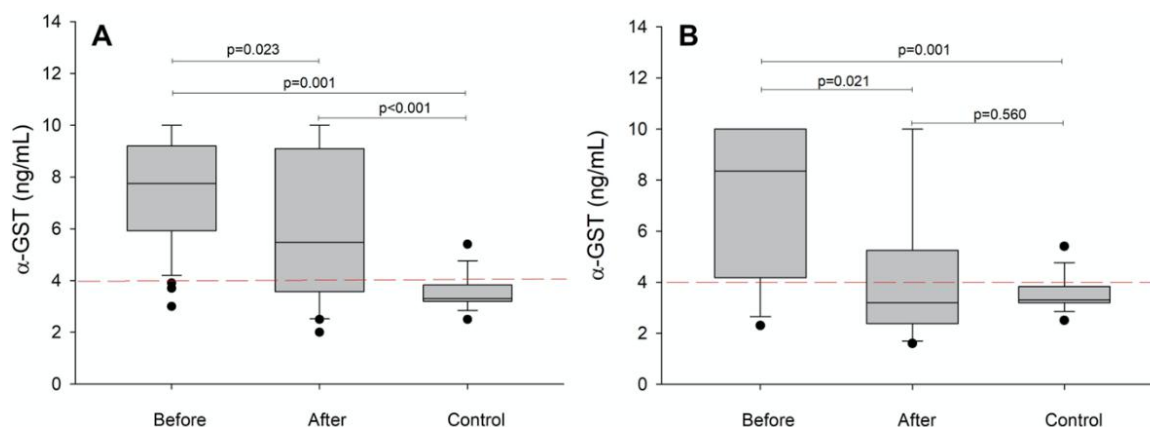 A
α-GST (ng/mL)
14
12
10
8
6
4
2
0
p=0.023
p=0.001
p<0.001
Before After Control
B
α-GST (ng/mL)
14
12
10
8
6
4
2
0
p=0.001
p=0.021
p=0.560
Before After Control